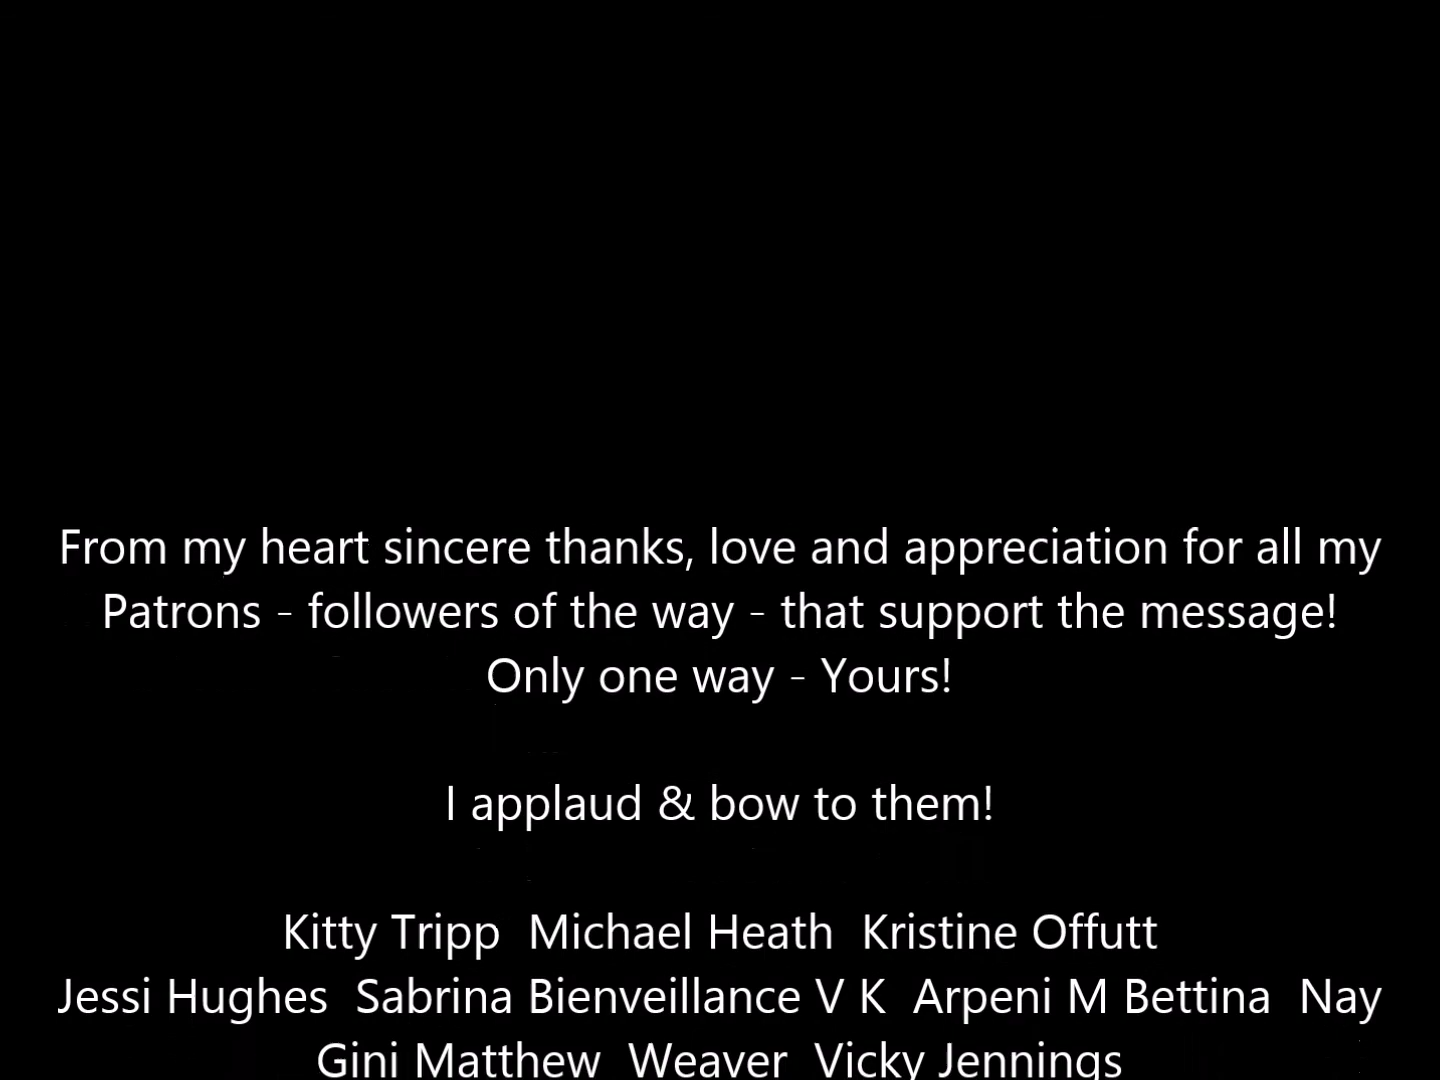 From my heart sincere thanks, love and appreciation for all my
Patrons - followers of the way - that support the message!
Only one way - Yours!
I applaud & bow to them!
Kitty Tripp  Michael Heath  Kristine Offutt
Jessi Hughes  Sabrina Bienveillance V K  Arpeni M Bettina  Nay
Gini Matthew  Weaver  Vicky Jennings